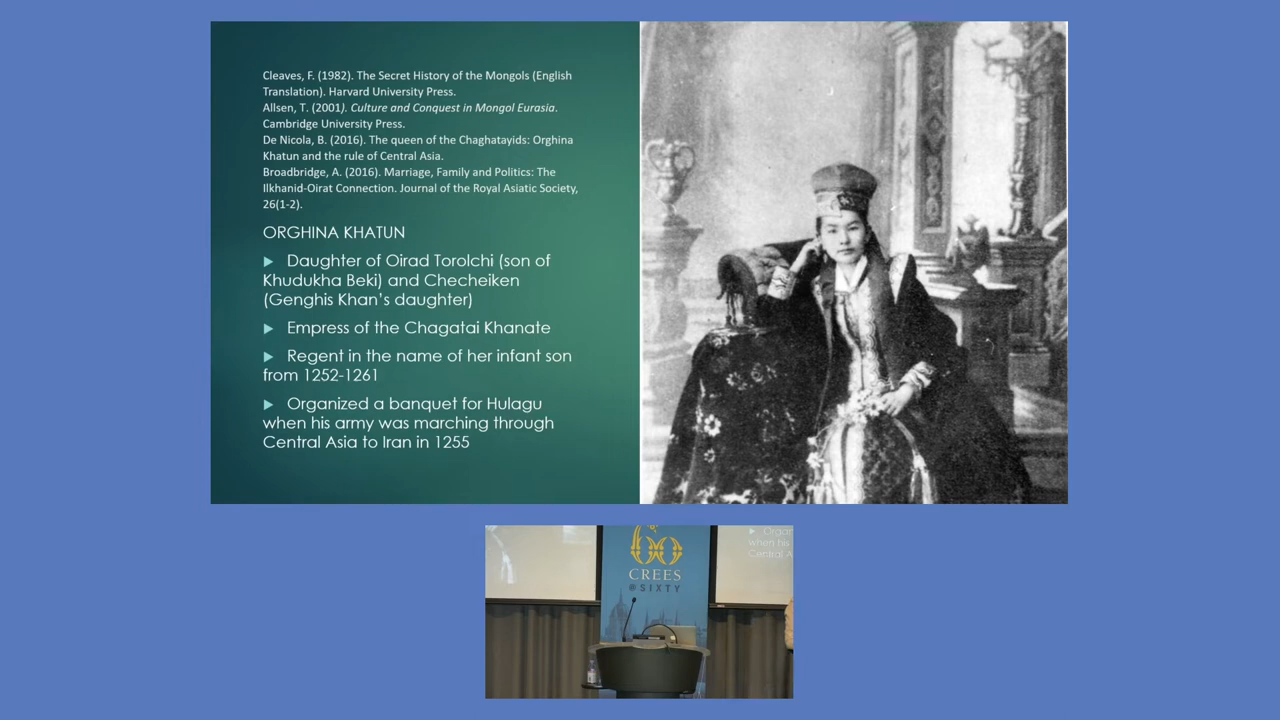 Cleaves, F. (1982). The Secret History of the Mongols (English
Translation). Harvard University Press.
Allsen, T. (2001). Culture and Conquest in Mongol Eurasia.
Cambridge University Press.
De Nicola, B. (2016). The queen of the Chaghatayids: Orghina
Khatun and the rule of Central Asia.
Broadbridge, A. (2016). Marriage, Family and Politics: The
Ilkhanid-Oirat Connection. Journal of the Royal Asiatic Society,
26(1-2).
ORGHINA KHATUN
Daughter of Oirad Torolchi (son of
Khudukha Beki) and Checheiken
(Genghis Khan's daughter)
Empress of the Chagatai Khanate
Regent in the name of her infant son
from 1252-1261
Organized a banquet for Hulagu
when his army was marching through
Central Asia to Iran in 1255
60
CREES
@SIXTY
Organ
when his
Central A